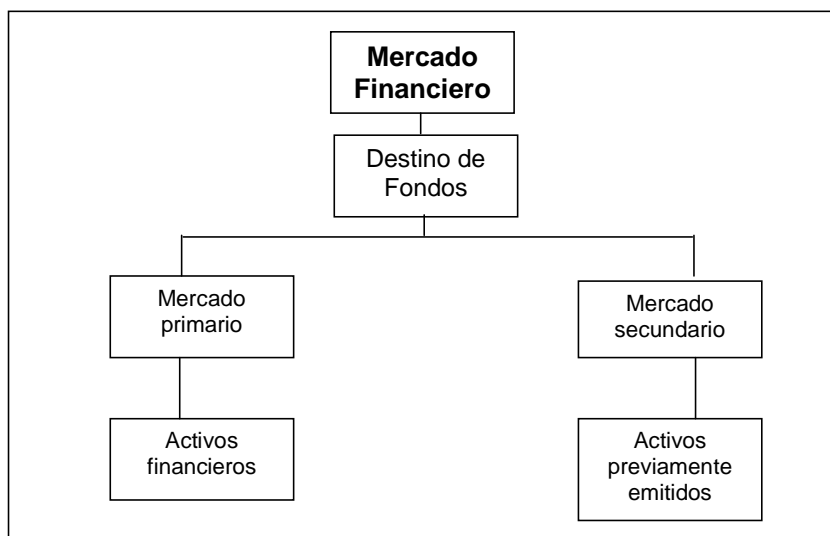 Mercado
Financiero
Destino de
Fondos
Mercado
primario
Mercado
secundario
Activos
financieros
Activos
previamente
emitidos